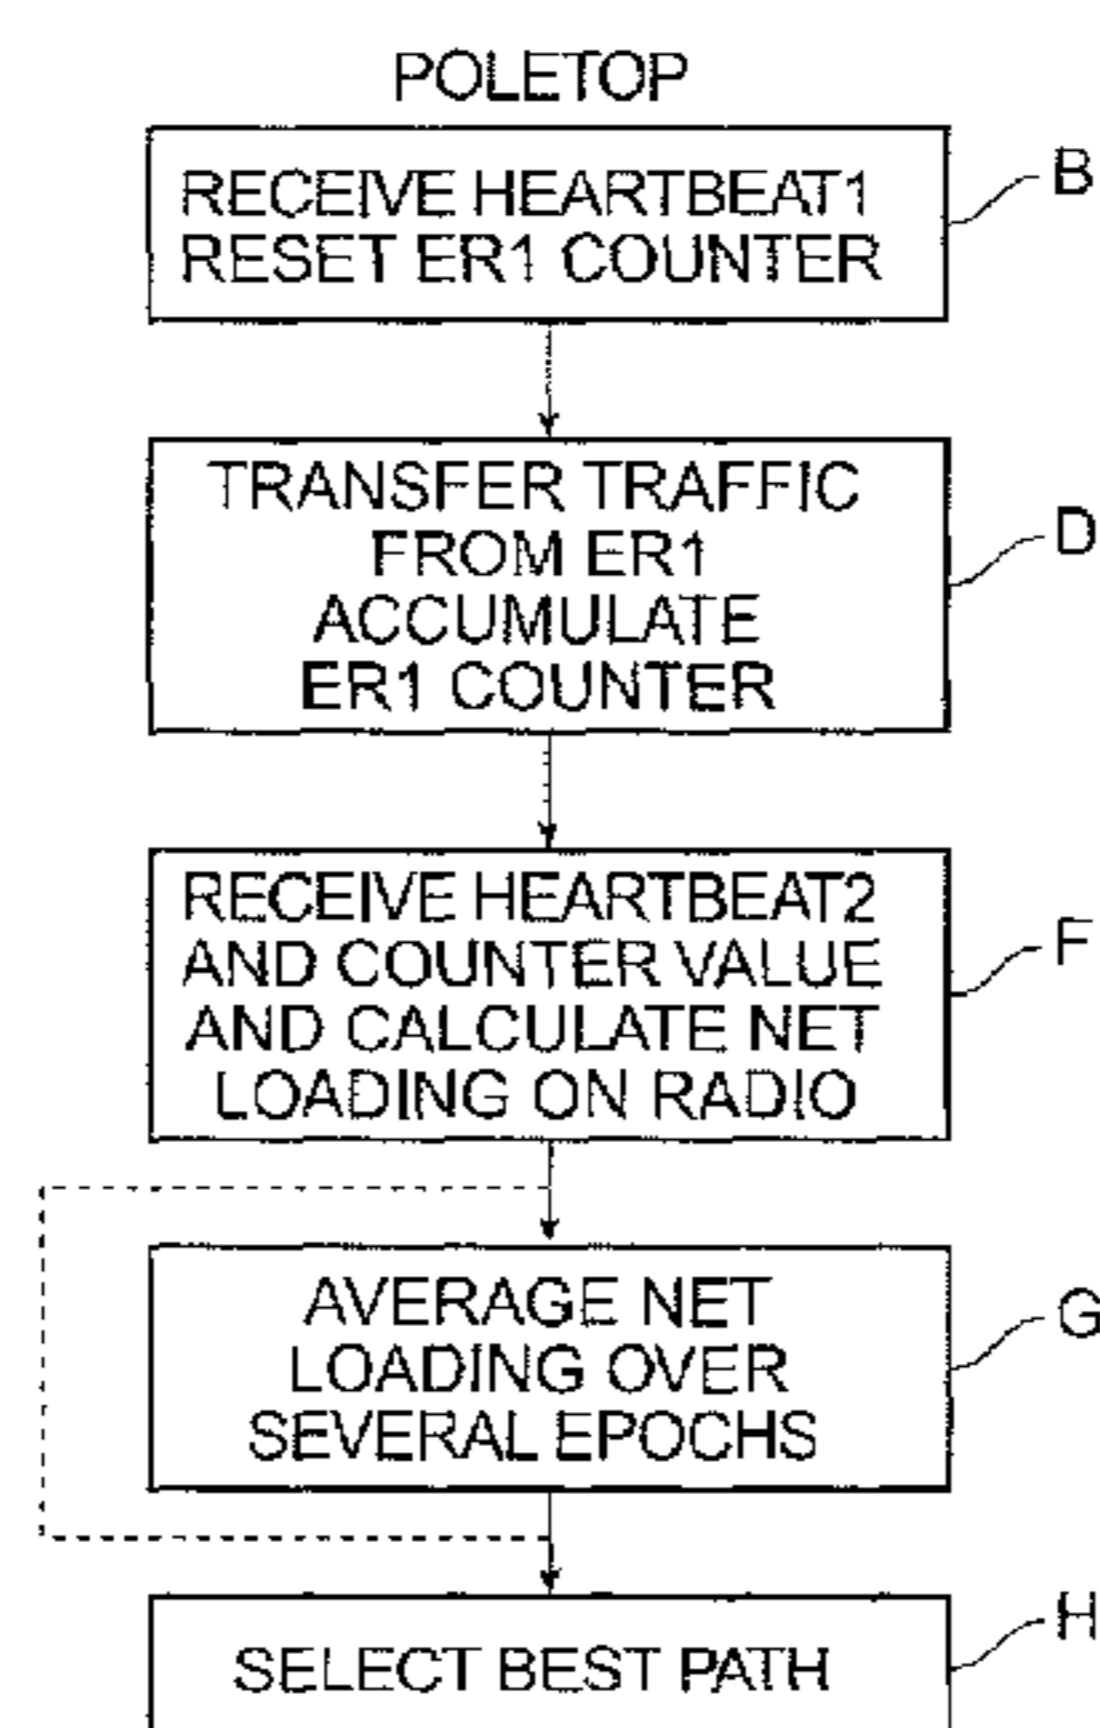 POLETOP
RECEIVE HEARTBEAT1
RESET ER1 COUNTER
B
TRANSFER TRAFFIC
FROM ER1
ACCUMULATE
ER1 COUNTER
D
RECEIVE HEARTBEAT2
AND COUNTER VALUE
AND CALCULATE NET
LOADING ON RADIO
F
AVERAGE NET
LOADING OVER
SEVERAL EPOCHS
G
SELECT BEST PATH
H